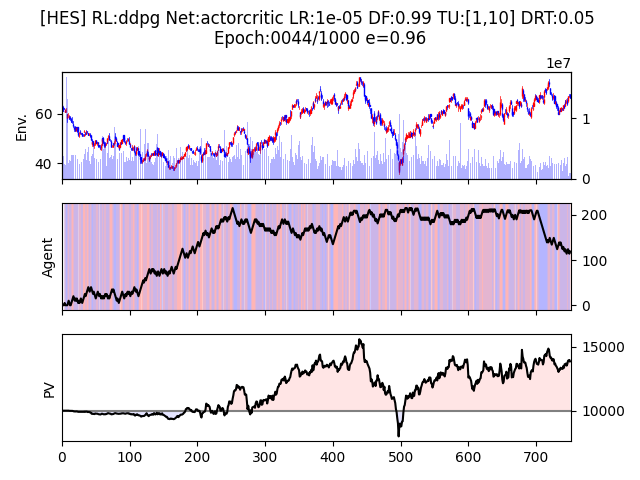 [HES] RL:ddpg Net:actorcritic LR:1e-05 DF:0.99 TU:[1,10] DRT:0.05
Epoch:0044/1000 e=0.96
1e7
Env.
60
40
1
0
Agent
200
100
0
PV
15000
10000
0 100 200 300 400 500 600 700